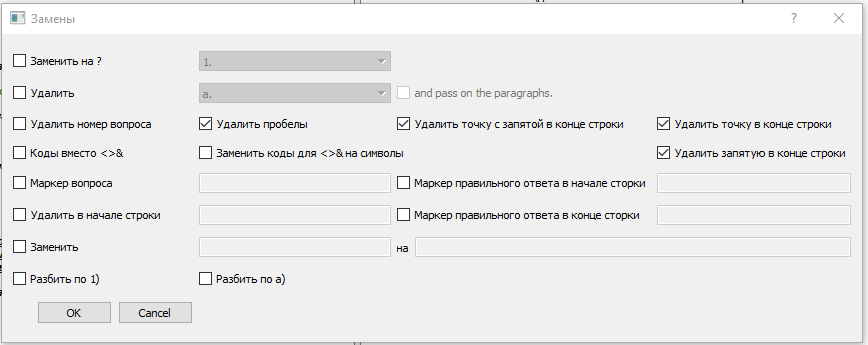 Замены ?
Заменить на ? 1.
Удалить a. and pass on the paragraphs.
Удалить номер вопроса Удалить пробелы Удалить точку с запятой в конце строки Удалить точку в конце строки
Коды вместо <>& Заменить коды для <>& на символы Удалить запятую в конце строки
Маркер вопроса Маркер правильного ответа в начале сторки
Удалить в начале строки Маркер правильного ответа в конце сторки
Заменить на
Разбить по 1) Разбить по а)
OK Cancel